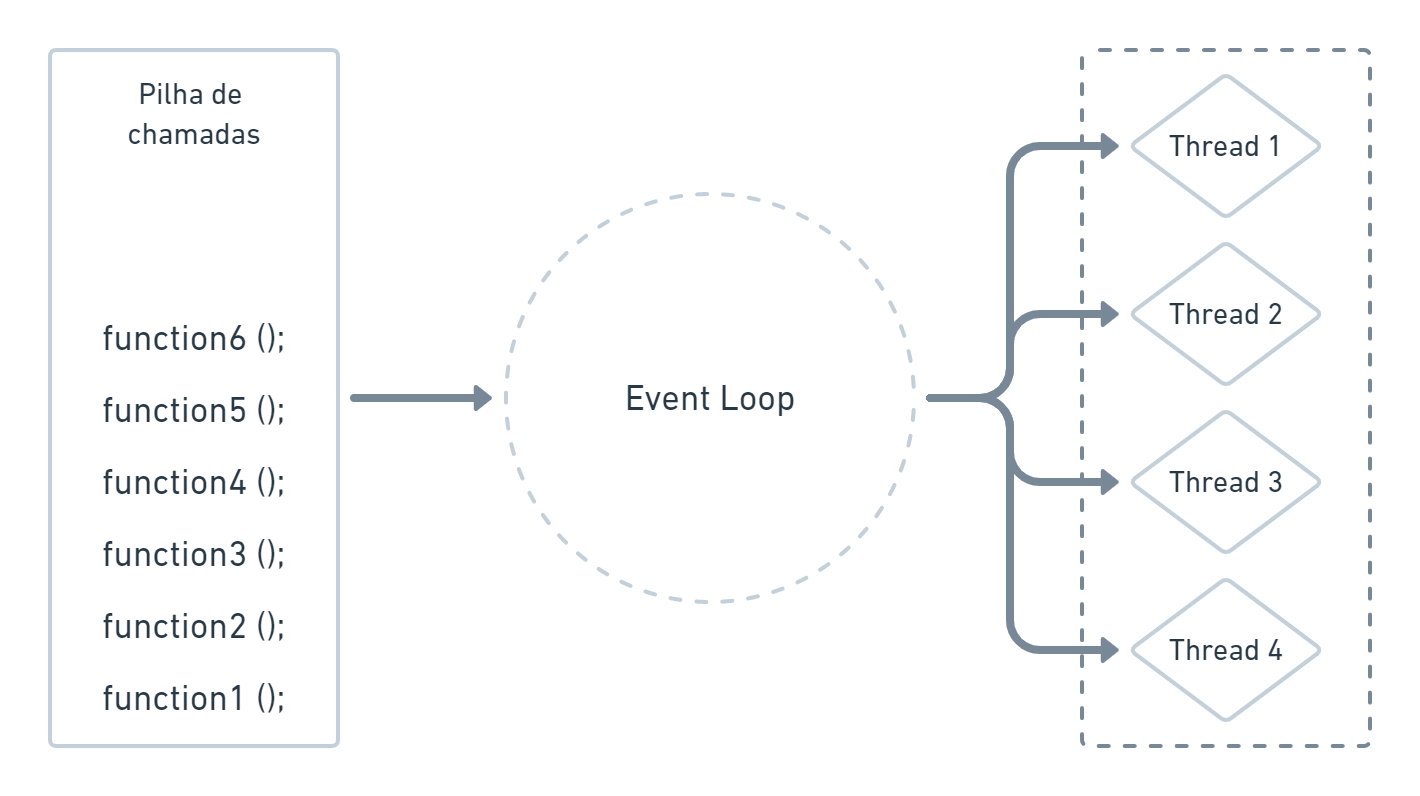 Pilha de
chamadas
function6 ();
function5 ();
function4 ();
function3 ();
function2 ();
function1 ();
Event Loop
Thread 1
Thread 2
Thread 3
Thread 4